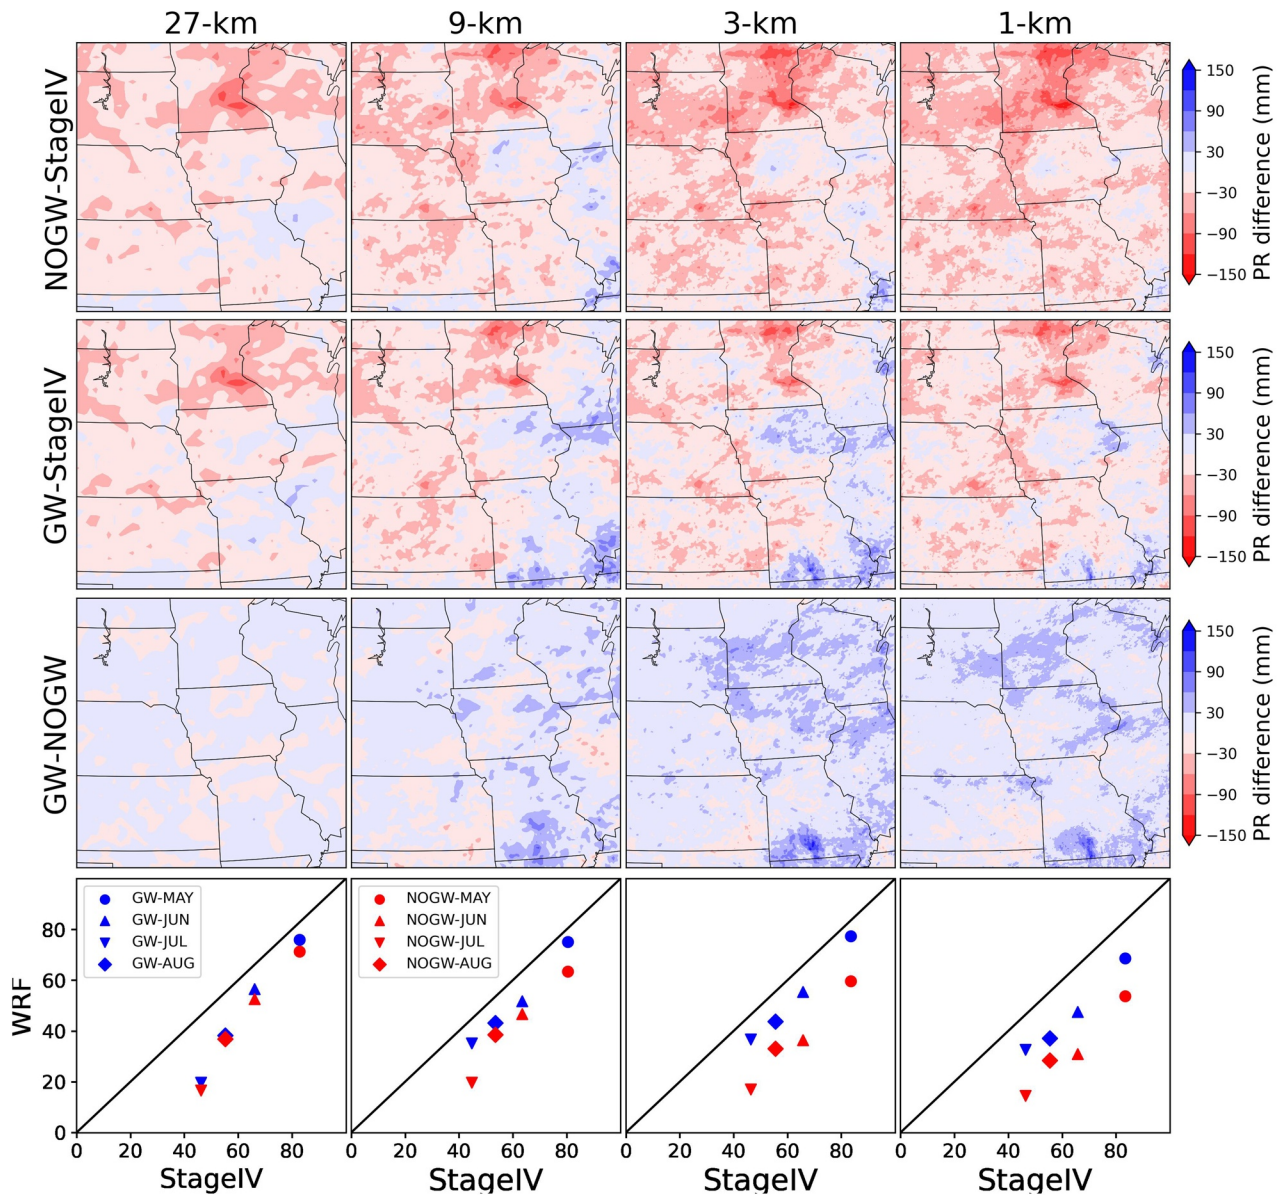 27-km 9-km 3-km 1-km
NOGW-StageIV
150
90
30
−30
−90
−150
PR difference (mm)
GW-StageIV
150
90
30
−30
−90
−150
PR difference (mm)
GW-NOGW
150
90
30
−30
−90
−150
PR difference (mm)
WRF
80
60
40
20
0
GW-MAY
GW-JUN
GW-JUL
GW-AUG
NOGW-MAY
NOGW-JUN
NOGW-JUL
NOGW-AUG
0 20 40 60 80 0 20 40 60 80 0 20 40 60 80 0 20 40 60 80
StageIV StageIV StageIV StageIV